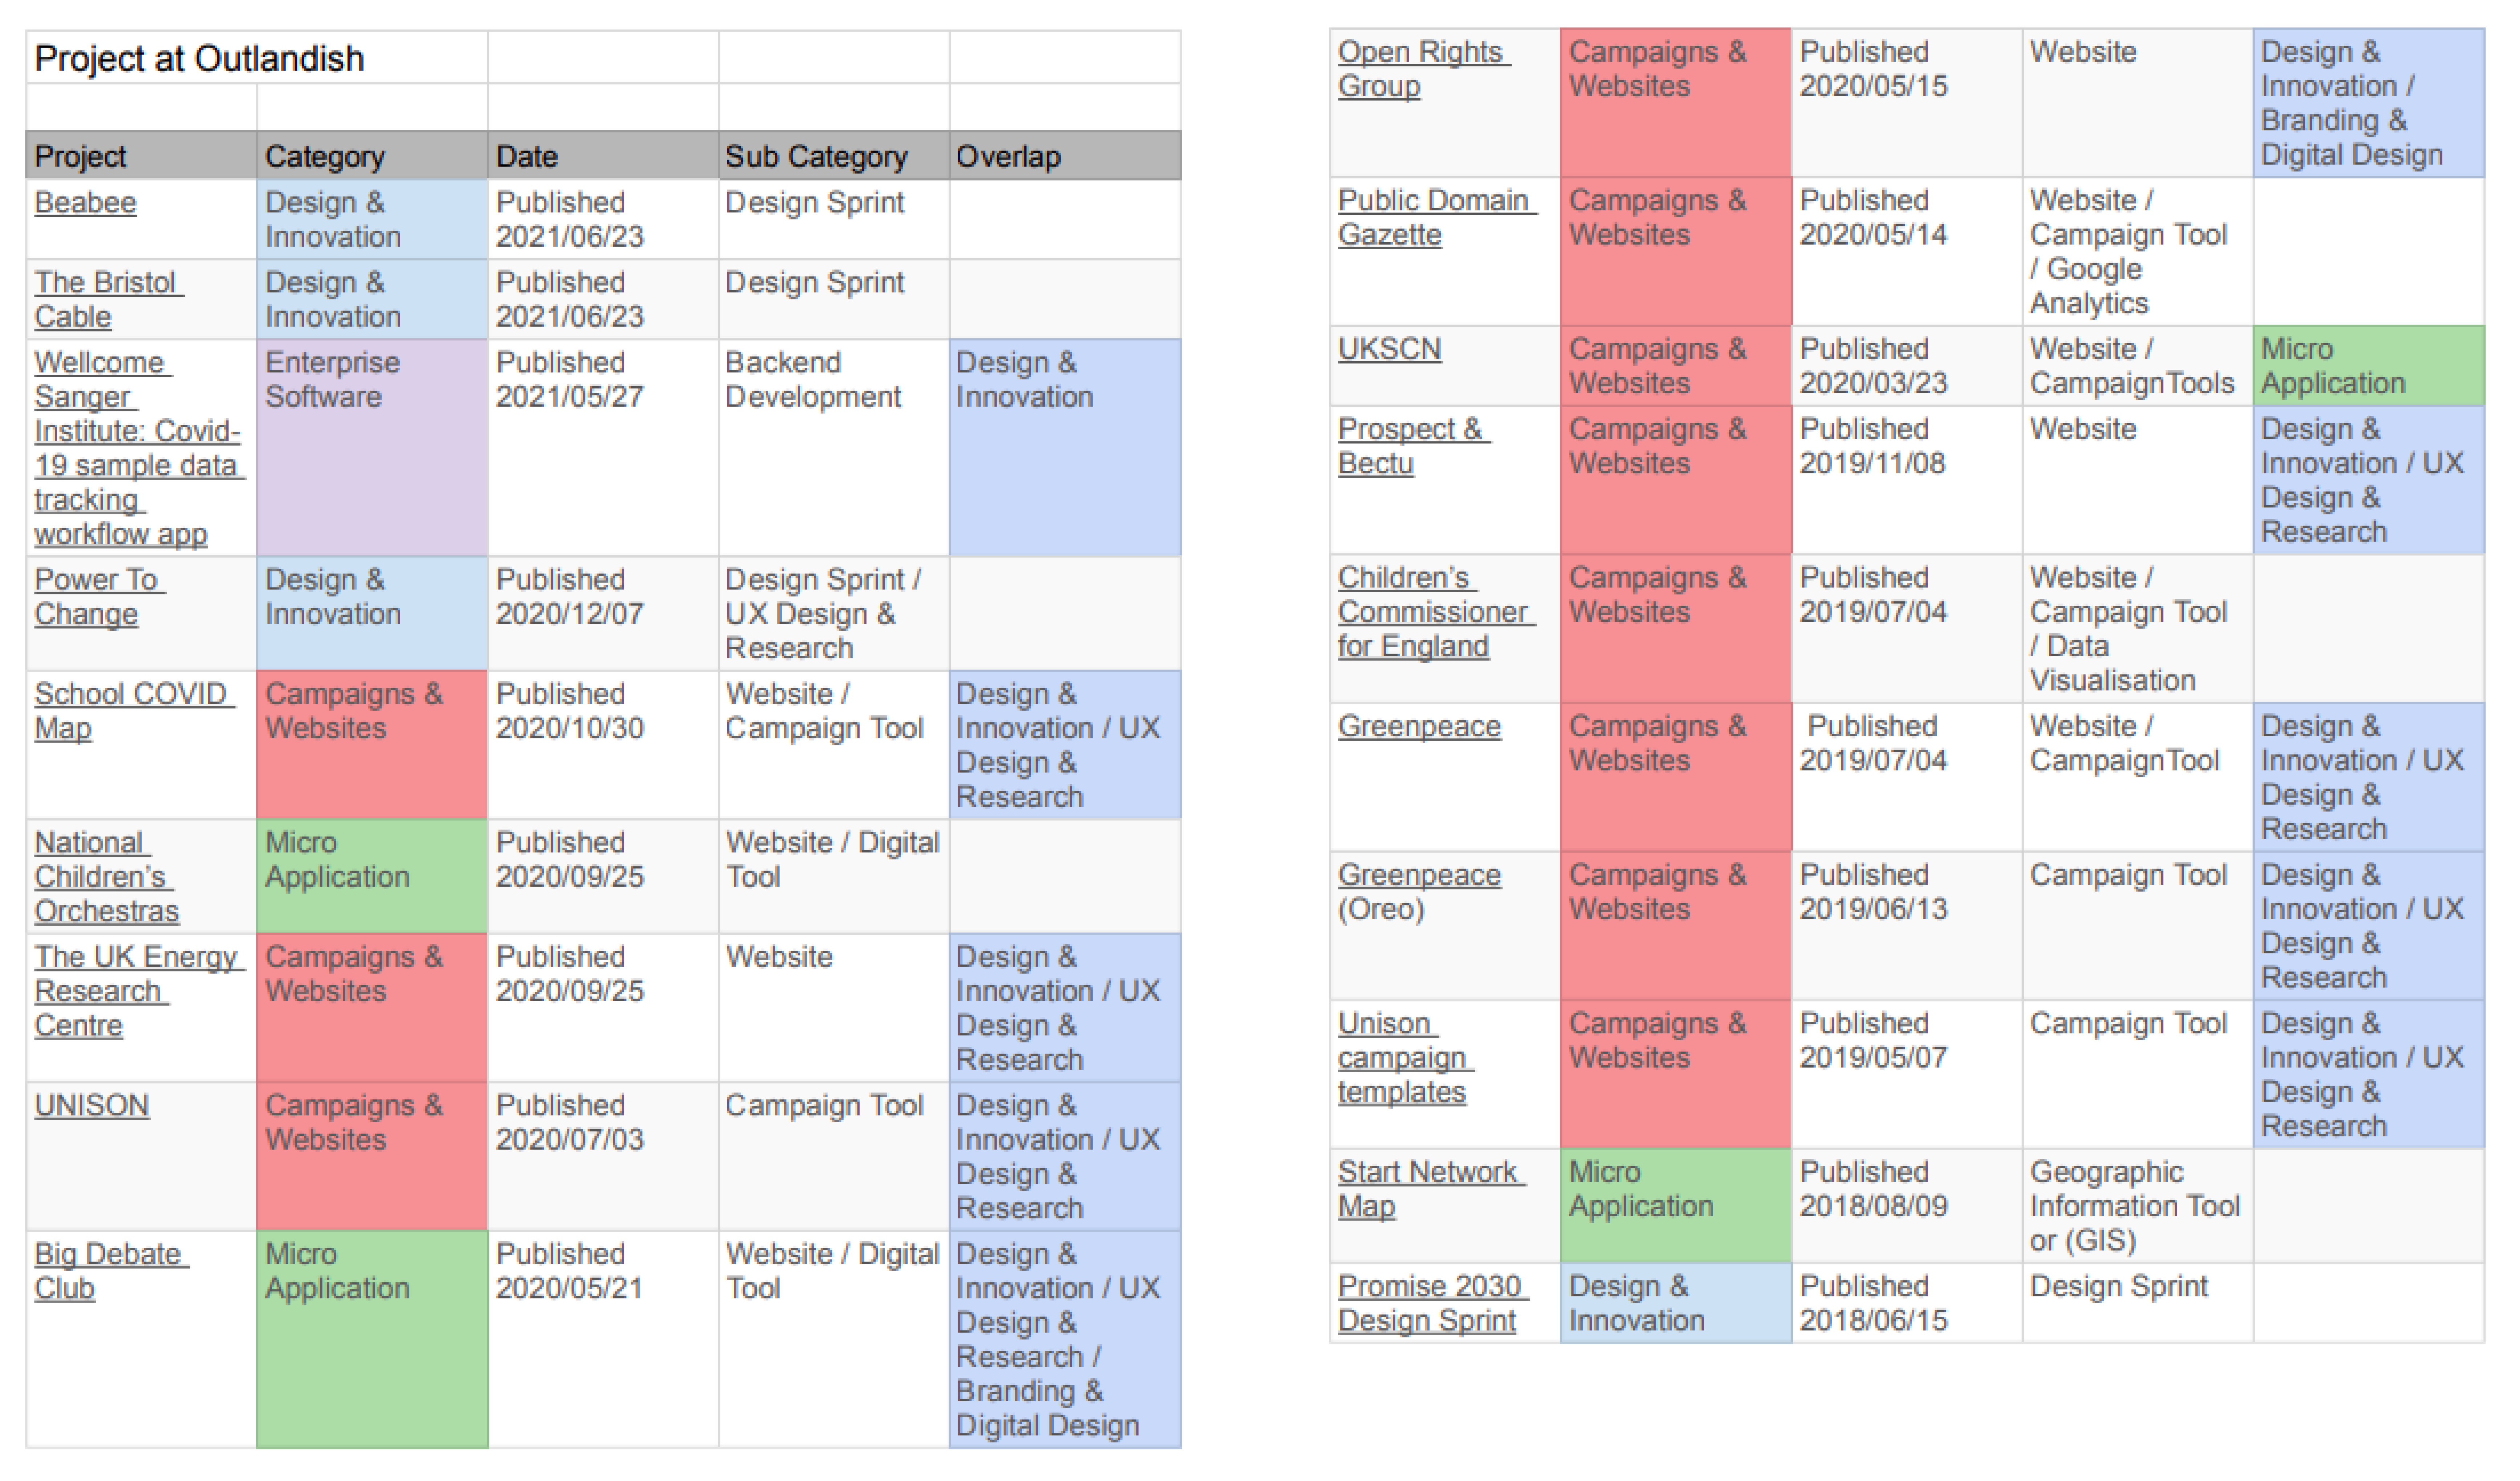 Project at Outlandish
Project Category Date Sub Category Overlap
Beabee
Design &
Innovation
Published
2021/06/23
Design Sprint
The Bristol
Cable
Design &
Innovation
Published
2021/06/23
Design Sprint
Wellcome
Sanger
Institute: Covid-
19 sample data
tracking
workflow app
Enterprise
Software
Published
2021/05/27
Backend
Development
Design &
Innovation
Power To
Change
Design &
Innovation
Published
2020/12/07
Design Sprint /
UX Design &
Research
School COVID
Map
Campaigns &
Websites
Published
2020/10/30
Website /
Campaign Tool
Design &
Innovation / UX
Design &
Research
National
Children’s
Orchestras
Micro
Application
Published
2020/09/25
Website / Digital
Tool
The UK Energy
Research
Centre
Campaigns &
Websites
Published
2020/09/25
Website
Design &
Innovation / UX
Design &
Research
UNISON
Campaigns &
Websites
Published
2020/07/03
Campaign Tool
Design &
Innovation / UX
Design &
Research
Big Debate
Club
Micro
Application
Published
2020/05/21
Website / Digital
Tool
Design &
Innovation / UX
Design &
Research /
Branding &
Digital Design
Open Rights
Group
Campaigns &
Websites
Published
2020/05/15
Website
Design &
Innovation /
Branding &
Digital Design
Public Domain
Gazette
Campaigns &
Websites
Published
2020/05/14
Website /
Campaign Tool
/ Google
Analytics
UKSCN
Campaigns &
Websites
Published
2020/03/23
Website /
CampaignTools
Micro
Application
Prospect &
Bectu
Campaigns &
Websites
Published
2019/11/08
Website
Design &
Innovation / UX
Design &
Research
Children’s
Commissioner
for England
Campaigns &
Websites
Published
2019/07/04
Website /
Campaign Tool
/ Data
Visualisation
Greenpeace
Campaigns &
Websites
Published
2019/07/04
Website /
CampaignTool
Design &
Innovation / UX
Design &
Research
Greenpeace
(Oreo)
Campaigns &
Websites
Published
2019/06/13
Campaign Tool
Design &
Innovation / UX
Design &
Research
Unison
campaign
templates
Campaigns &
Websites
Published
2019/05/07
Campaign Tool
Design &
Innovation / UX
Design &
Research
Start Network
Map
Micro
Application
Published
2018/08/09
Geographic
Information Tool
or (GIS)
Promise 2030
Design Sprint
Design &
Innovation
Published
2018/06/15
Design Sprint